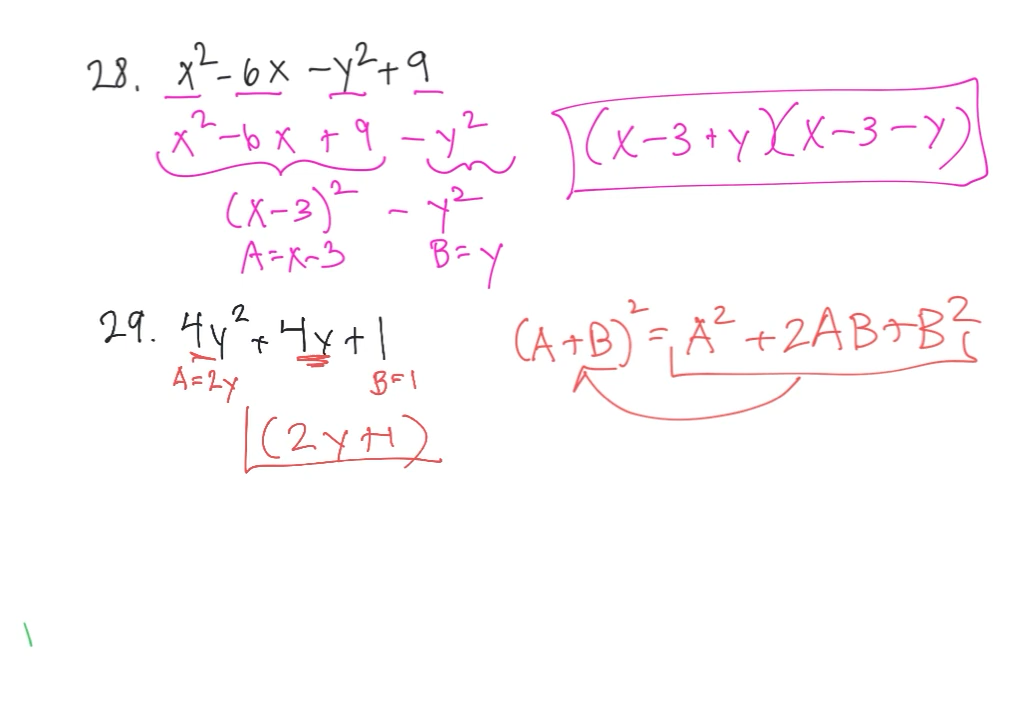 28. x² - 6x - y² + 9
x² - 6x + 9 - y²
(x-3+y)(x-3-y)
(x-3)² - y²
A=x-3 B=y
29. 4y² + 4y + 1
(A+B)² = A² + 2AB + B²
A=2y B=1
(2y+1)